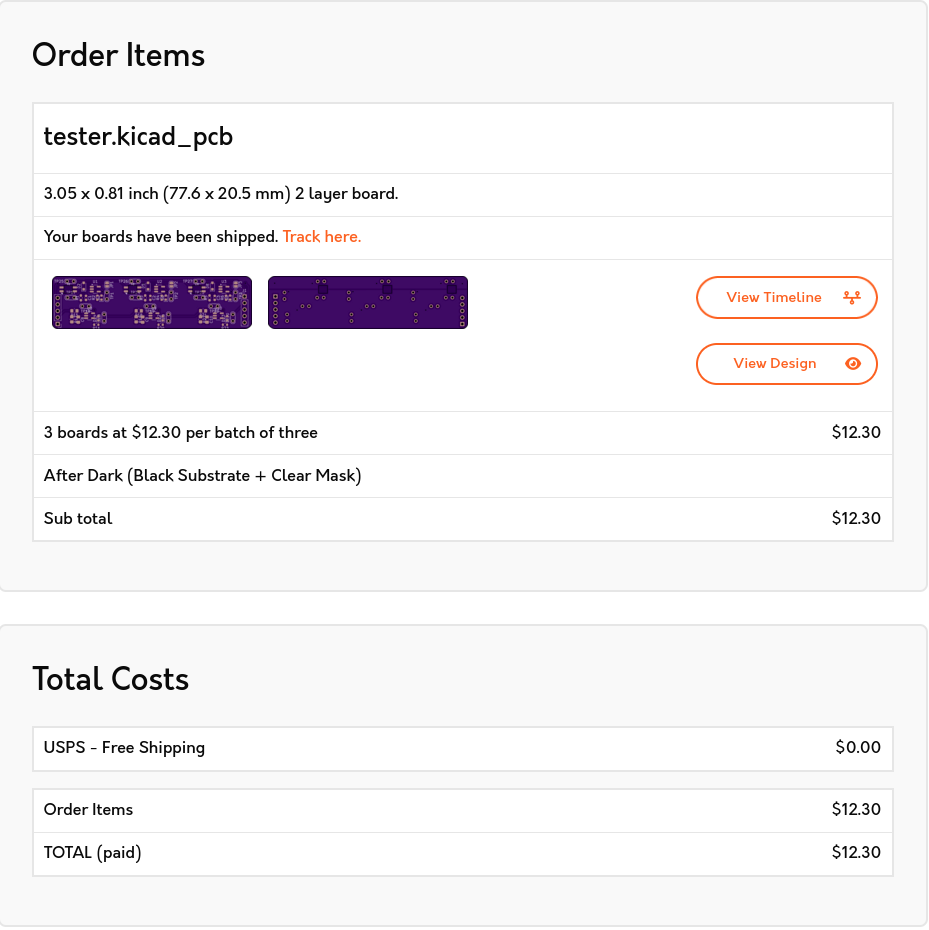 Order Items
tester.kicad_pcb
3.05 x 0.81 inch (77.6 x 20.5 mm) 2 layer board.
Your boards have been shipped. Track here.
View Timeline
View Design
3 boards at $12.30 per batch of three $12.30
After Dark (Black Substrate + Clear Mask)
Sub total $12.30
Total Costs
USPS - Free Shipping $0.00
Order Items $12.30
TOTAL (paid) $12.30